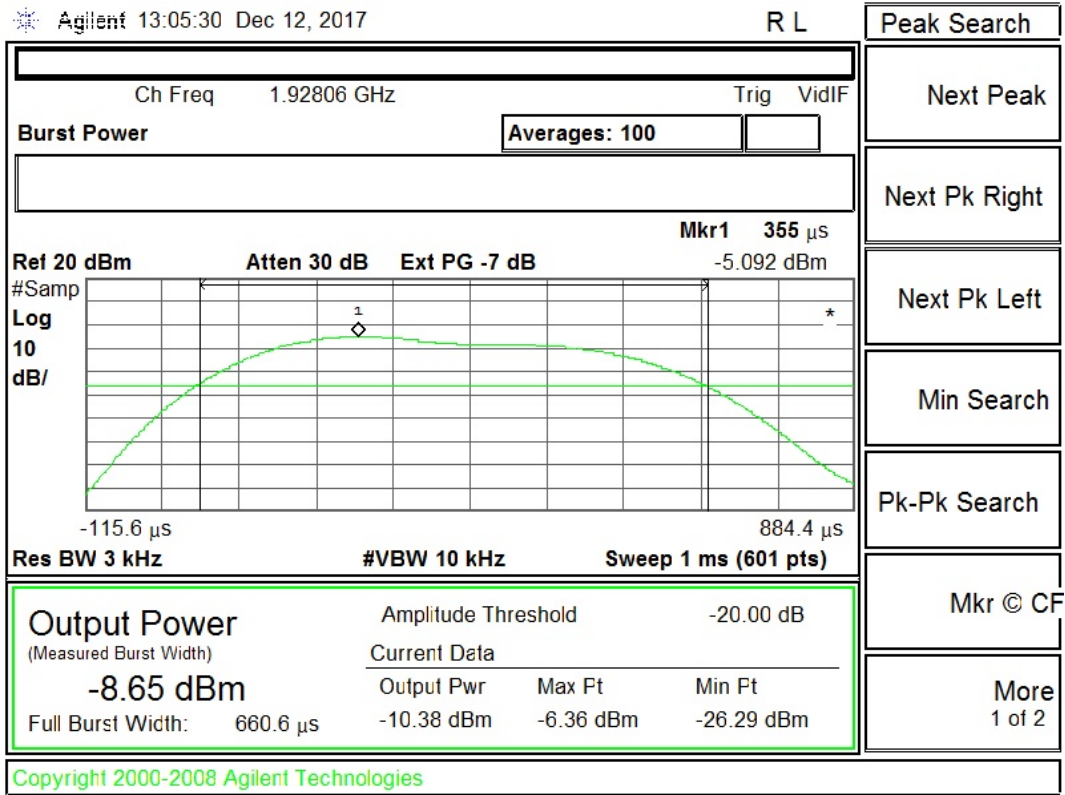 Agilent 13:05:30 Dec 12, 2017 R L
Peak Search
Ch Freq 1.92806 GHz Trig VidIF
Burst Power Averages: 100
Mkr1 355 µs
Ref 20 dBm Atten 30 dB Ext PG -7 dB -5.092 dBm
#Samp
Log
10
dB/
1
*
-115.6 µs 884.4 µs
Res BW 3 kHz #VBW 10 kHz Sweep 1 ms (601 pts)
Output Power
(Measured Burst Width)
-8.65 dBm
Full Burst Width: 660.6 µs
Amplitude Threshold -20.00 dB
Current Data
Output Pwr Max Pt Min Pt
-10.38 dBm -6.36 dBm -26.29 dBm
Next Peak
Next Pk Right
Next Pk Left
Min Search
Pk-Pk Search
Mkr © CF
More
1 of 2
Copyright 2000-2008 Agilent Technologies